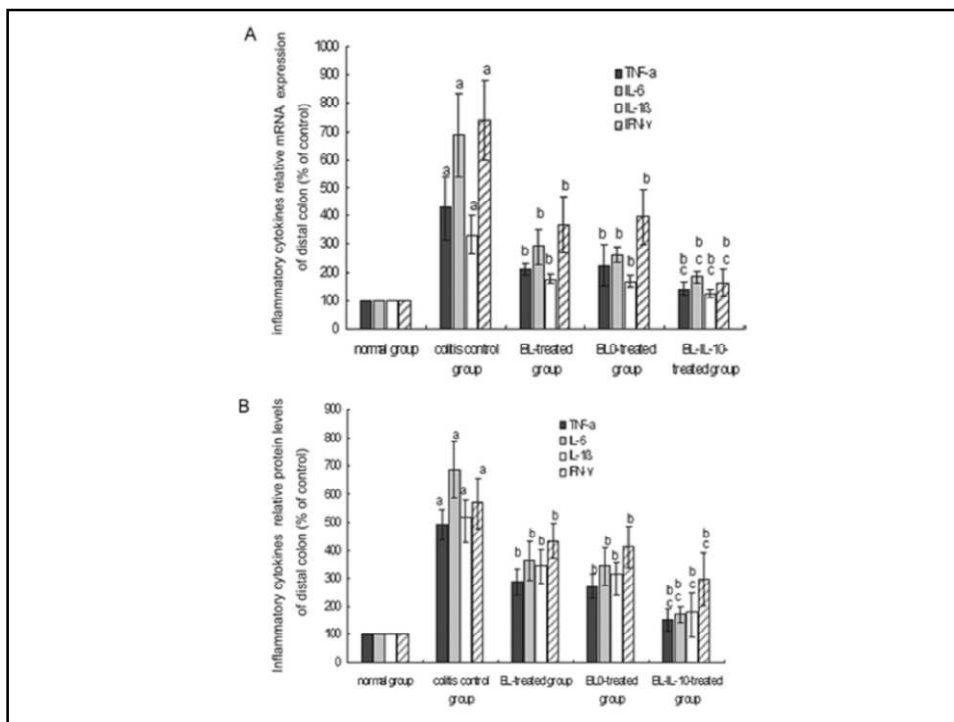 A
inflammatory cytokines relative mRNA expression
of distal colon (% of control)
1000
900
800
700
600
500
400
300
200
100
0
TNF-a
IL-6
IL-1ß
IFN-γ
a
a
a
a
b
b
b
b
b
b
b
b
b
c
b
c
b
c
b
c
normal group
colitis control
group
BL-treated
group
BL0-treated
group
BL-IL-10-
treated group
B
Inflammatory cytokines relative protein levels
of distal colon (% of control)
900
800
700
600
500
400
300
200
100
0
TNF-a
IL-6
IL-1ß
IFN-γ
a
a
a
a
b
b
b
b
b
b
b
b
b
c
b
c
b
c
b
c
normal group
colitis control
group
BL-treated group
BL0-treated
group
BL-IL-10-treated
group